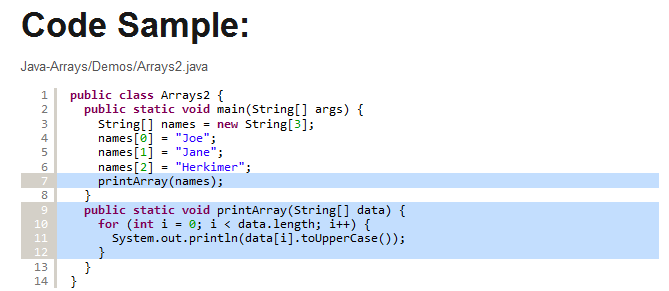 Code Sample:
Java-Arrays/Demos/Arrays2.java
1 public class Arrays2 {
2   public static void main(String[] args) {
3     String[] names = new String[3];
4     names[0] = "Joe";
5     names[1] = "Jane";
6     names[2] = "Herkimer";
7     printArray(names);
8   }
9   public static void printArray(String[] data) {
10     for (int i = 0; i < data.length; i++) {
11       System.out.println(data[i].toUpperCase());
12     }
13   }
14 }